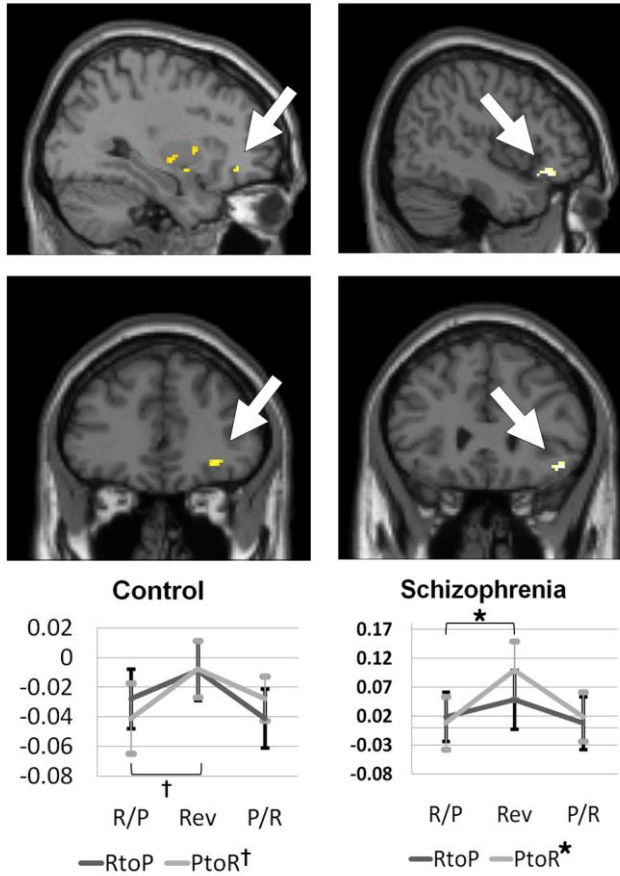 Control
0.02
0
-0.02
-0.04
-0.06
-0.08
†
R/P Rev P/R
RtoP PtoR†
Schizophrenia
0.17
0.12
0.07
0.02
-0.03
-0.08
*
R/P Rev P/R
RtoP PtoR*